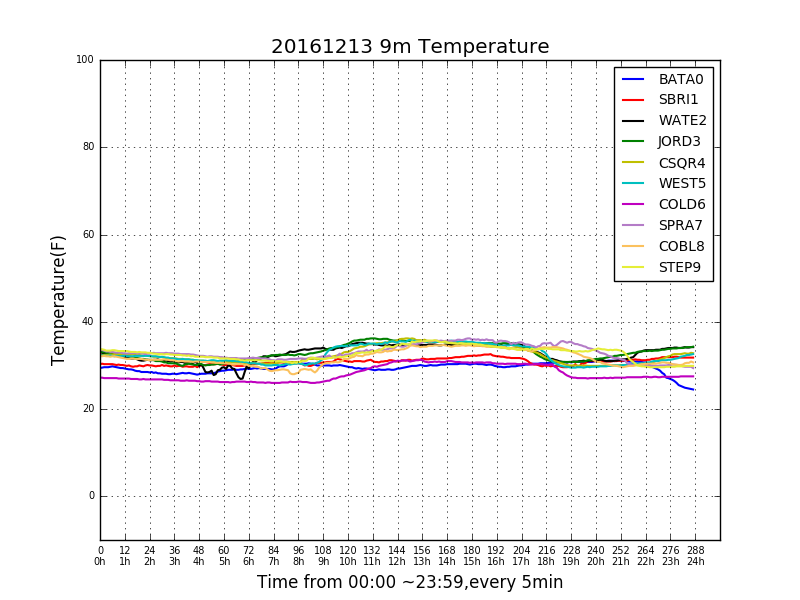 20161213 9m Temperature
100
80
60
40
20
0
Temperature(F)
BATA0
SBRI1
WATE2
JORD3
CSQR4
WEST5
COLD6
SPRA7
COBL8
STEP9
0 12 24 36 48 60 72 84 96 108 120 132 144 156 168 180 192 204 216 228 240 252 264 276 288
0h 1h 2h 3h 4h 5h 6h 7h 8h 9h 10h 11h 12h 13h 14h 15h 16h 17h 18h 19h 20h 21h 22h 23h 24h
Time from 00:00 ~23:59,every 5min